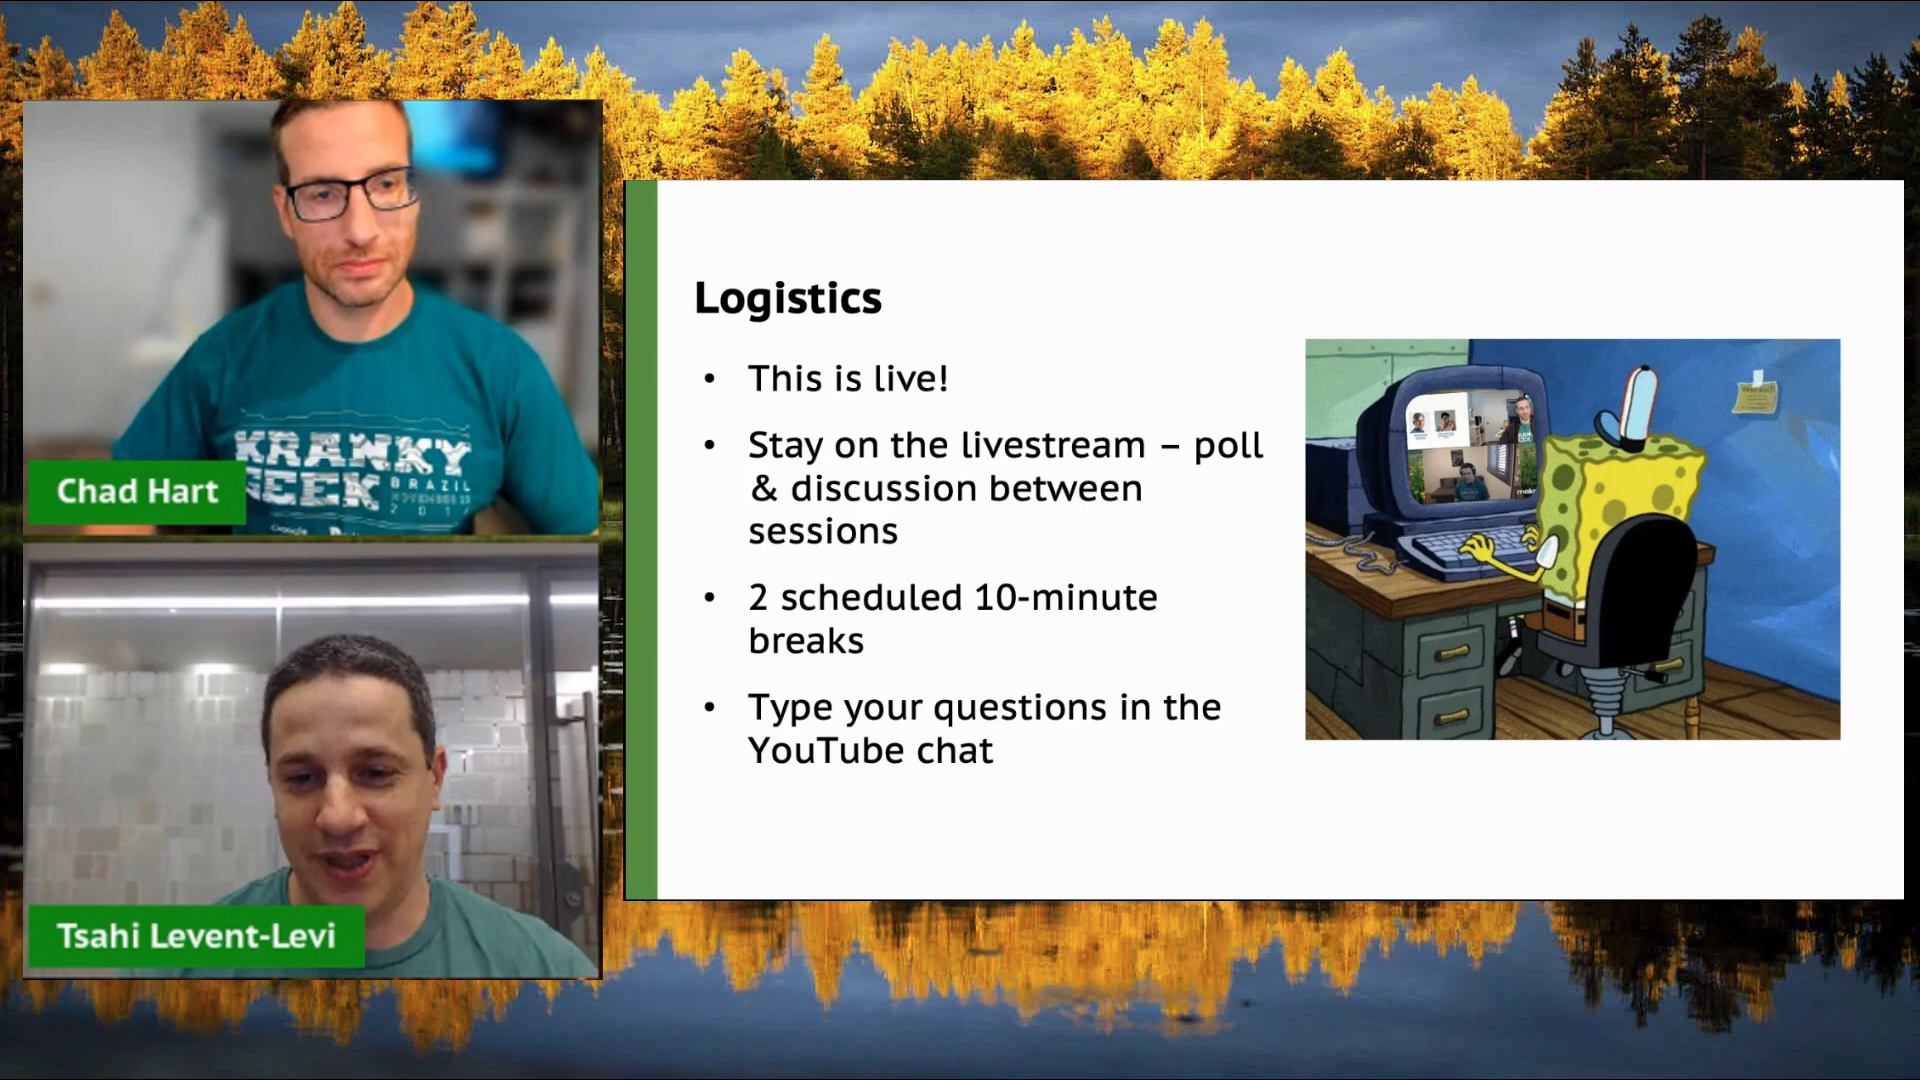 KRANKY
GEEK
BRAZIL
Chad Hart
Tsahi Levent-Levi
Logistics
• This is live!
• Stay on the livestream – poll
& discussion between
sessions
• 2 scheduled 10-minute
breaks
• Type your questions in the
YouTube chat